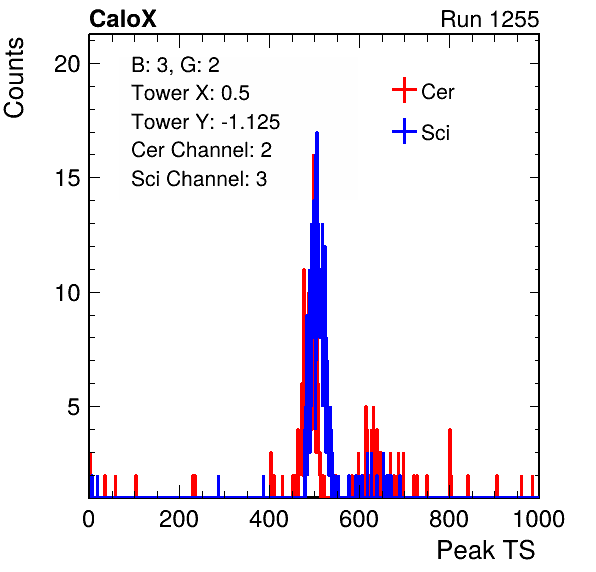 CaloX Run 1255
Counts
20
15
10
5
B: 3, G: 2
Tower X: 0.5
Tower Y: -1.125
Cer Channel: 2
Sci Channel: 3
Cer
Sci
0 200 400 600 800 1000
Peak TS